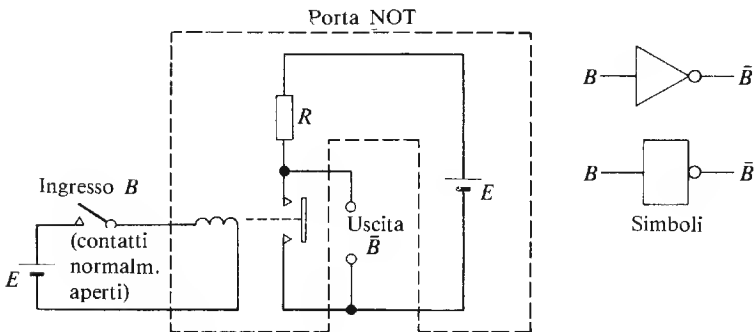 Porta NOT
R
E
Ingresso B
(contatti
normalm.
aperti)
E
Uscita
B̄
B
B̄
B
B̄
Simboli